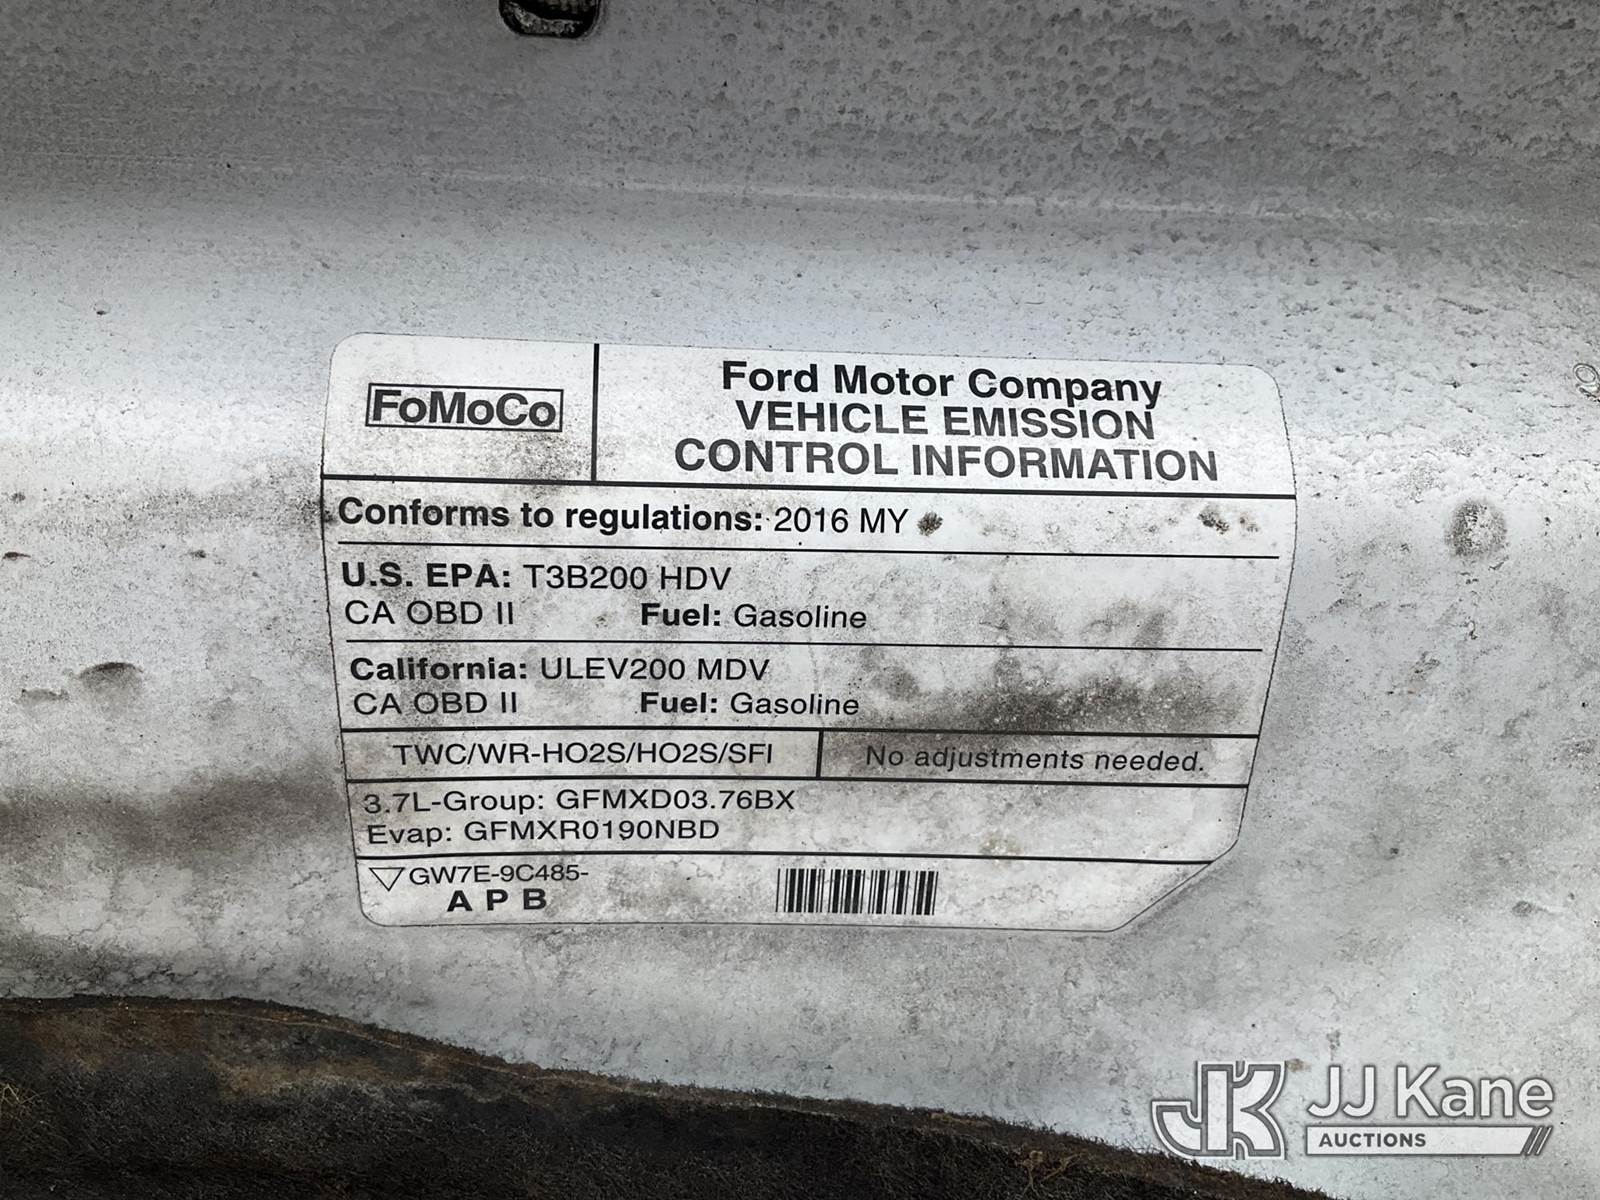 FoMoCo
Ford Motor Company
VEHICLE EMISSION
CONTROL INFORMATION
Conforms to regulations: 2016 MY
U.S. EPA: T3B200 HDV
CA OBD II Fuel: Gasoline
California: ULEV200 MDV
CA OBD II Fuel: Gasoline
TWC/WR-HO2S/HO2S/SFI No adjustments needed.
3.7L-Group: GFMXD03.76BX
Evap: GFMXR0190NBD
GW7E-9C485-
A P B
JK JJ Kane
AUCTIONS